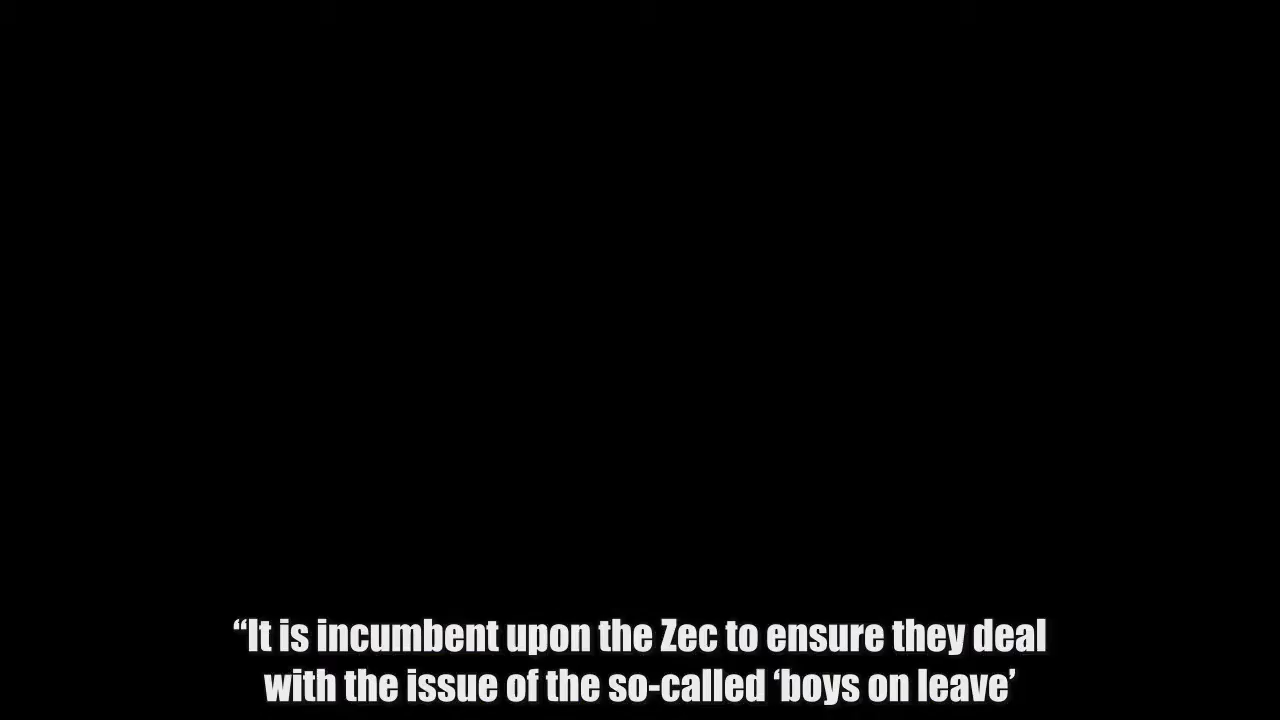 “It is incumbent upon the Zec to ensure they deal
with the issue of the so-called ‘boys on leave’